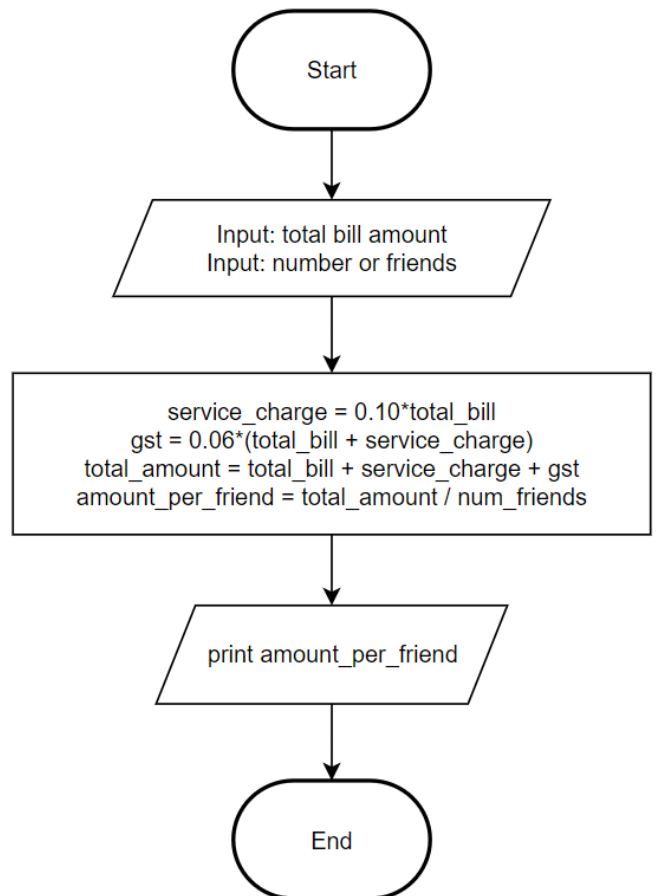 Start
Input: total bill amount
Input: number or friends
service_charge = 0.10*total_bill
gst = 0.06*(total_bill + service_charge)
total_amount = total_bill + service_charge + gst
amount_per_friend = total_amount / num_friends
print amount_per_friend
End